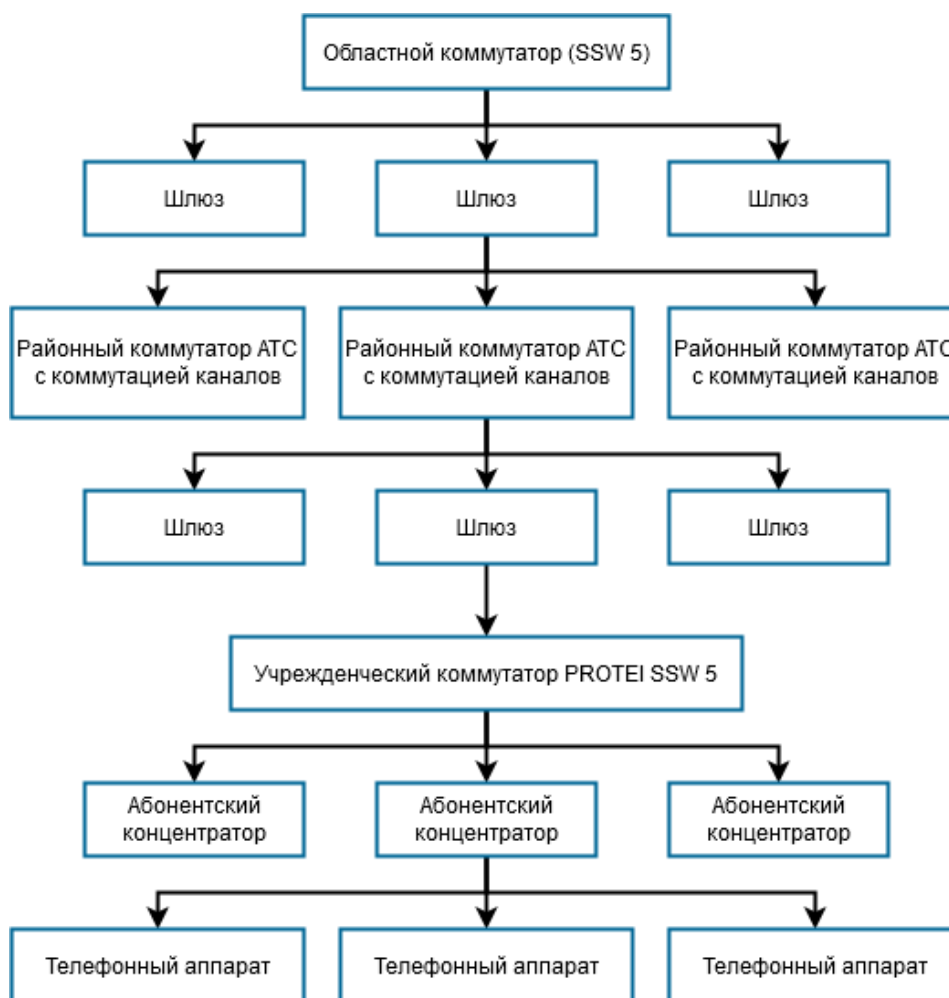 Областной коммутатор (SSW 5)
Шлюз
Шлюз
Шлюз
Районный коммутатор АТС
с коммутацией каналов
Районный коммутатор АТС
с коммутацией каналов
Районный коммутатор АТС
с коммутацией каналов
Шлюз
Шлюз
Шлюз
Учрежденческий коммутатор PROTEI SSW 5
Абонентский
концентратор
Абонентский
концентратор
Абонентский
концентратор
Телефонный аппарат
Телефонный аппарат
Телефонный аппарат